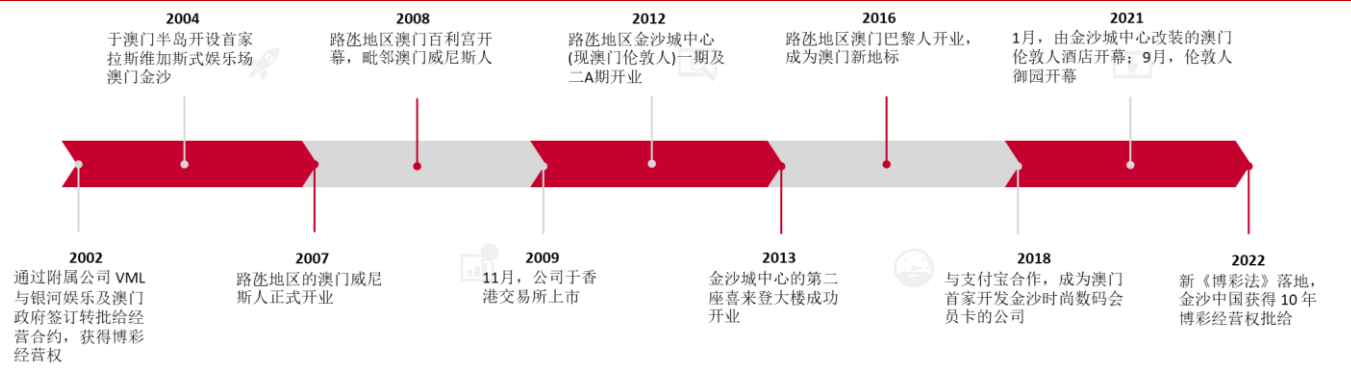 2004
于澳门半岛开设首家
拉斯维加斯式娱乐场
澳门金沙
2008
路氹地区澳门百利宫开
幕，毗邻澳门威尼斯人
2012
路氹地区金沙城中心
(现澳门伦敦人)一期及
二A期开业
2016
路氹地区澳门巴黎人开业，
成为澳门新地标
2021
1月，由金沙城中心改装的澳门
伦敦人酒店开幕；9月，伦敦人
御园开幕
2002
通过附属公司 VML
与银河娱乐及澳门
政府签订转批给经
营合约，获得博彩
经营权
2007
路氹地区的澳门威尼
斯人正式开业
2009
11月，公司于香
港交易所上市
2013
金沙城中心的第二
座喜来登大楼成功
开业
2018
与支付宝合作，成为澳门
首家开发金沙时尚数码会
员卡的公司
2022
新《博彩法》落地，
金沙中国获得 10 年
博彩经营权批给